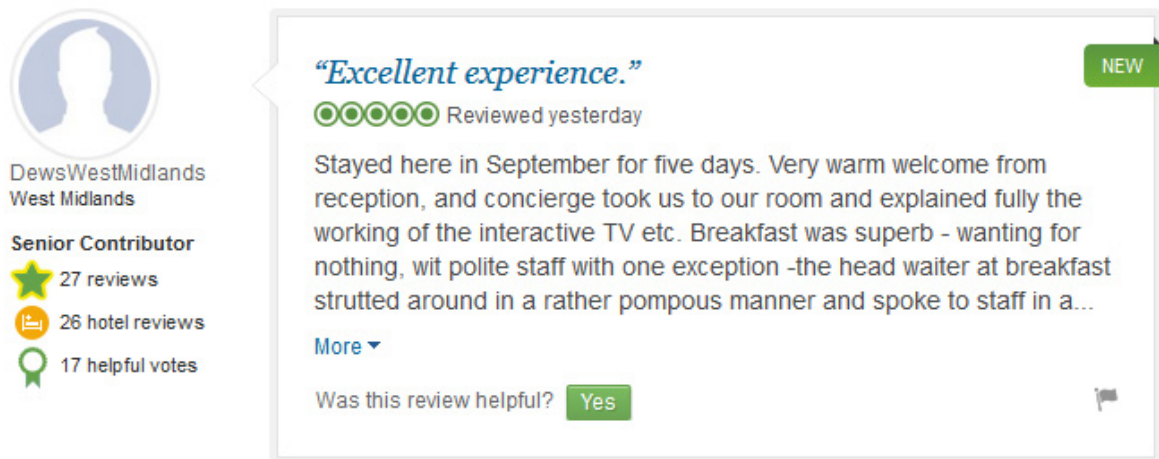 DewsWestMidlands
West Midlands
Senior Contributor
27 reviews
26 hotel reviews
17 helpful votes
“Excellent experience.”
NEW
Reviewed yesterday
Stayed here in September for five days. Very warm welcome from
reception, and concierge took us to our room and explained fully the
working of the interactive TV etc. Breakfast was superb - wanting for
nothing, wit polite staff with one exception -the head waiter at breakfast
strutted around in a rather pompous manner and spoke to staff in a...
More
Was this review helpful? Yes